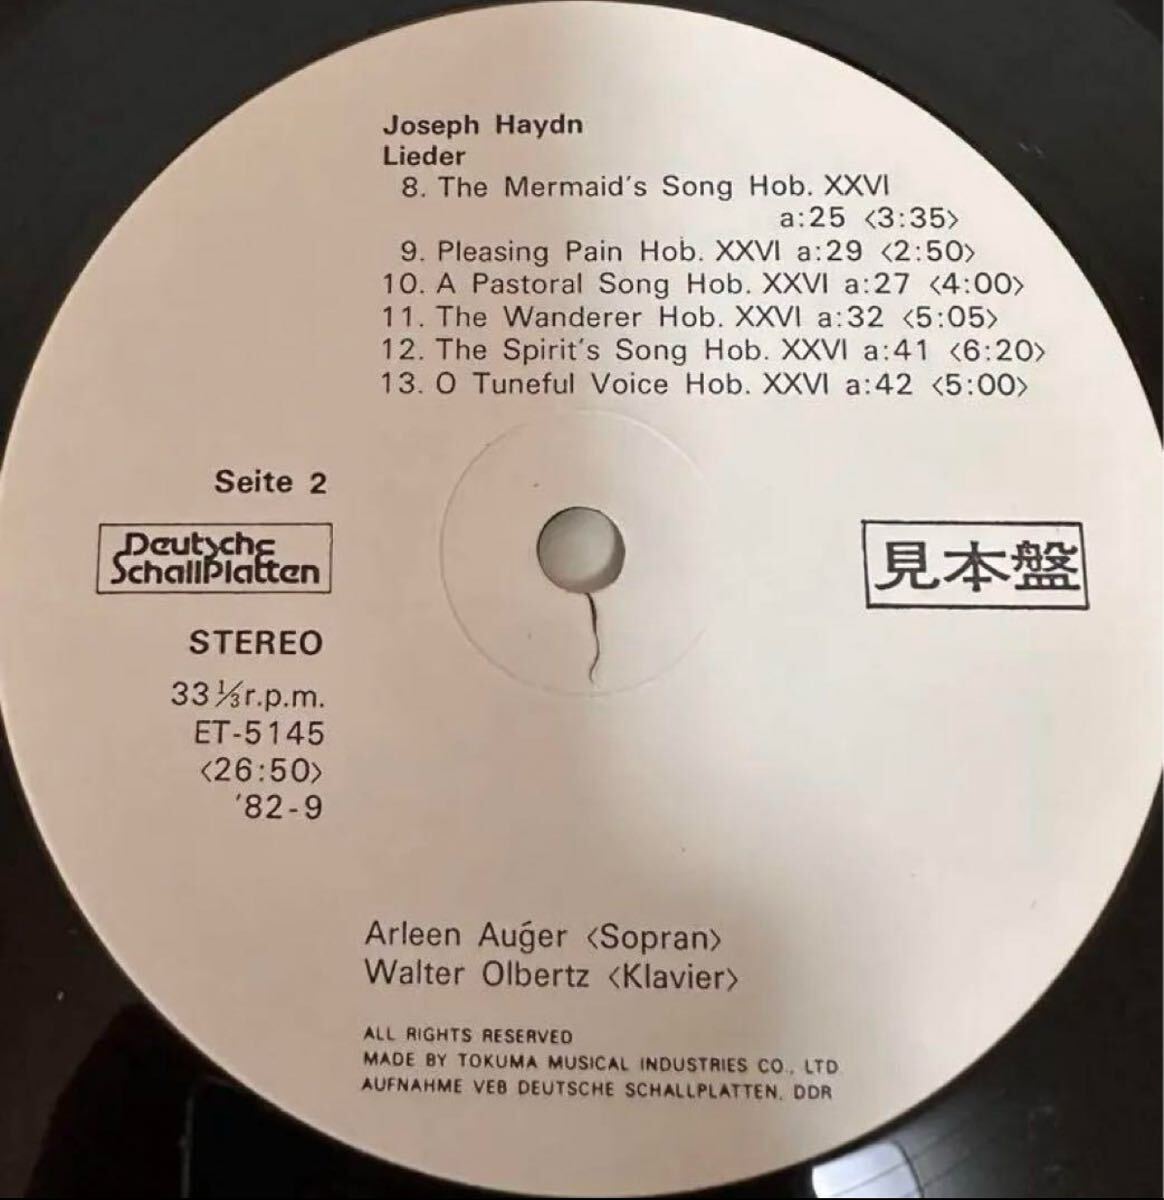 Joseph Haydn
Lieder
8. The Mermaid's Song Hob. XXVI
a:25 〈3:35〉
9. Pleasing Pain Hob. XXVI a:29 〈2:50〉
10. A Pastoral Song Hob. XXVI a:27 〈4:00〉
11. The Wanderer Hob. XXVI a:32 〈5:05〉
12. The Spirit's Song Hob. XXVI a:41 〈6:20〉
13. O Tuneful Voice Hob. XXVI a:42 〈5:00〉
Seite 2
Deutsche
Schallplatten
見本盤
STEREO
33⅓r.p.m.
ET-5145
〈26:50〉
'82-9
Arleen Auǵer 〈Sopran〉
Walter Olbertz 〈Klavier〉
ALL RIGHTS RESERVED
MADE BY TOKUMA MUSICAL INDUSTRIES CO., LTD.
AUFNAHME VEB DEUTSCHE SCHALLPLATTEN, DDR